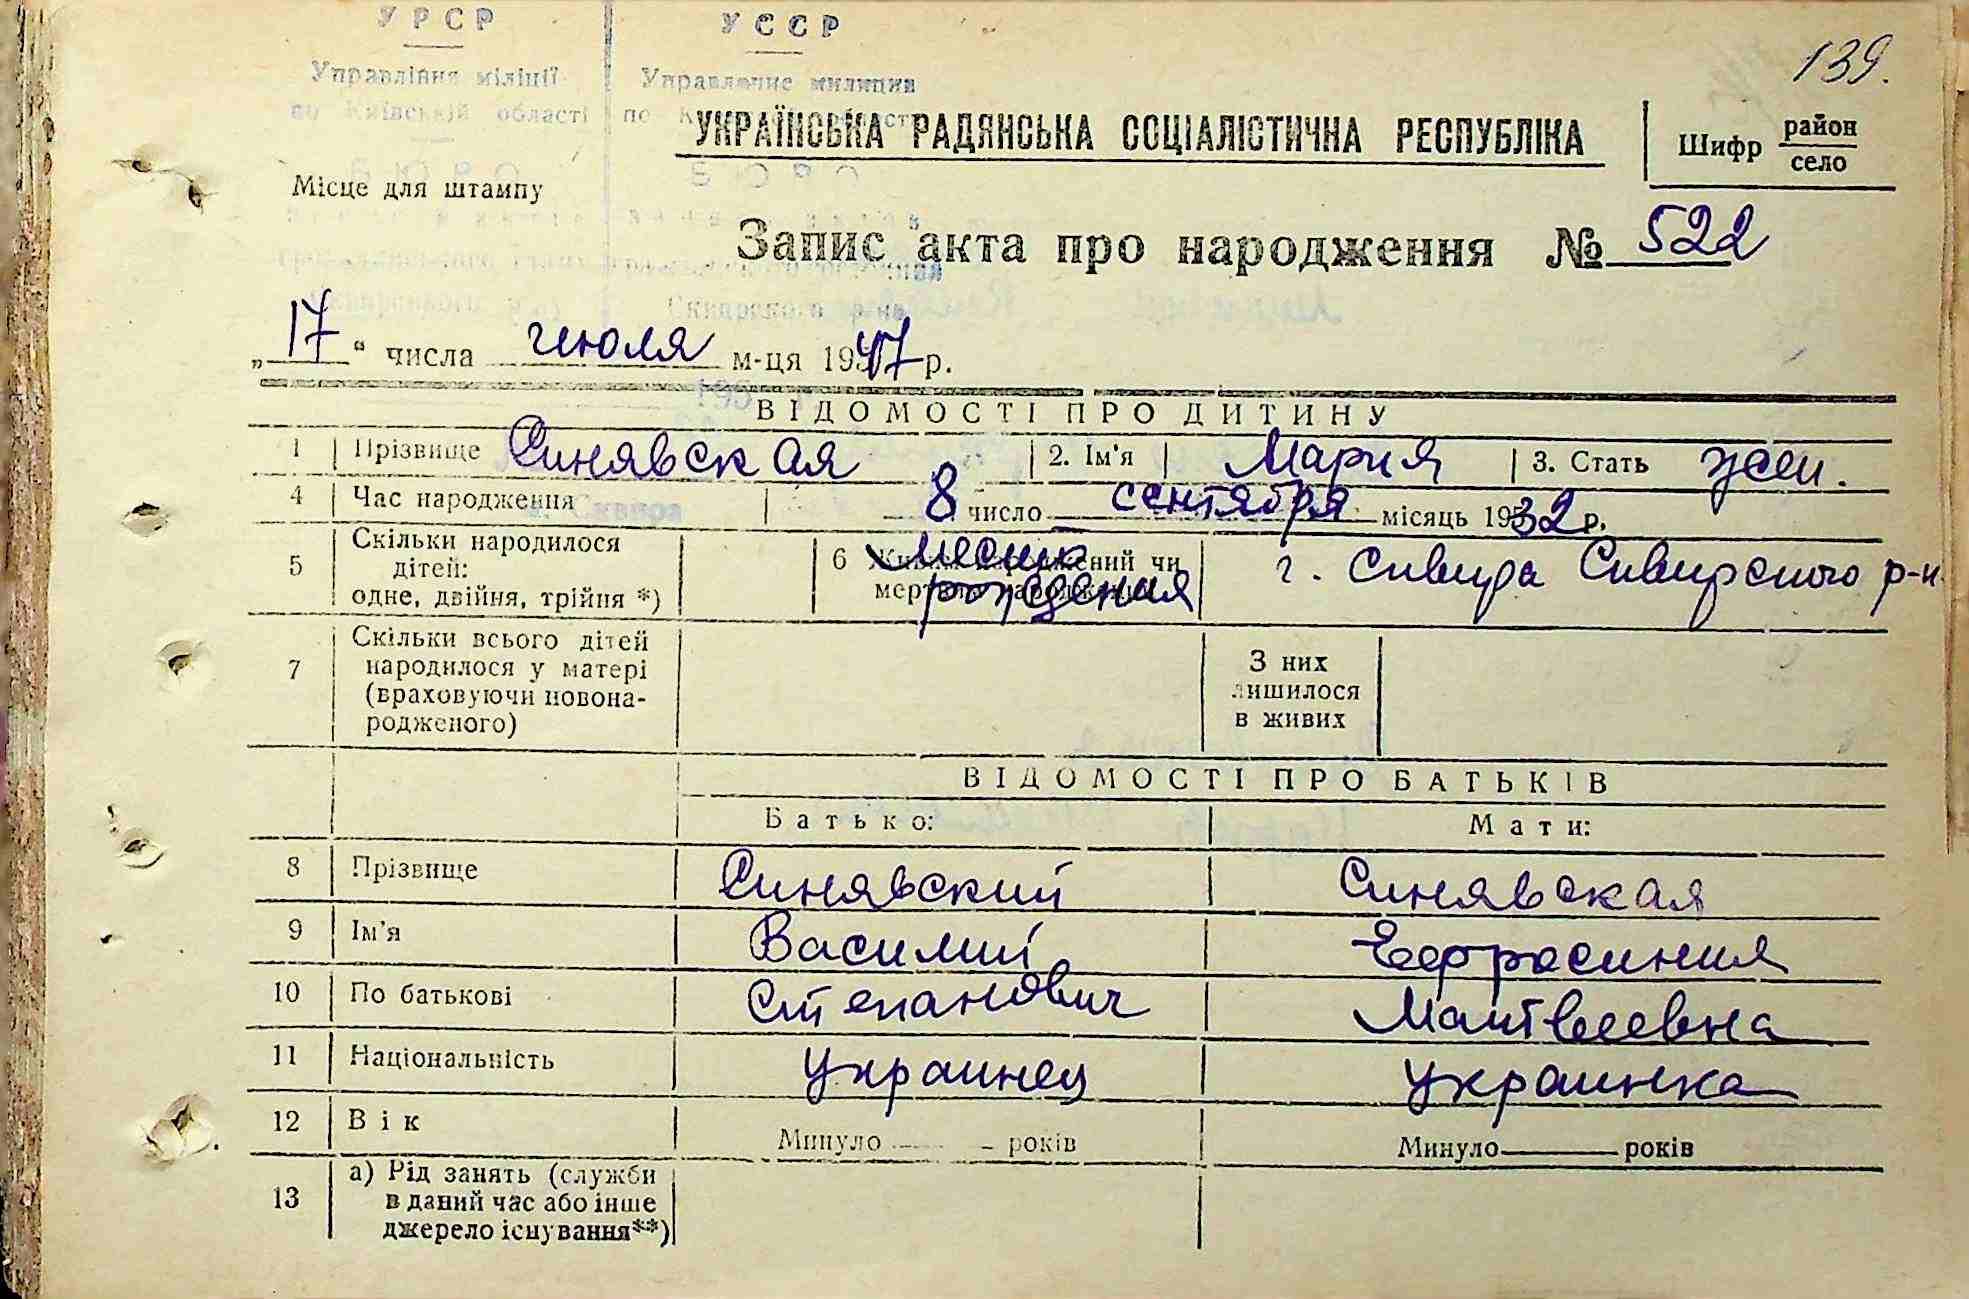 139.
УРСР УССР
Управління міліції Управление милиции
по Київській області по
УКРАЇНСЬКА РАДЯНСЬКА СОЦІАЛІСТИЧНА РЕСПУБЛІКА
Шифр район
село
Місце для штампу
Запис акта про народження № 522
Сквирского р-на
„17“ числа июля м-ця 1947 р.
ВІДОМОСТІ ПРО ДИТИНУ
1 Прізвище Синявская 2. Ім'я Мария 3. Стать жен.
4 Час народження 8 число сентября місяць 1932 р.
5 Скільки народилося дітей: одне, двійня, трійня *) 6 Место рождения г. Сквира Сквирского р-н
7 Скільки всього дітей народилося у матері (враховуючи новонародженого) З них лишилося в живих
ВІДОМОСТІ ПРО БАТЬКІВ
Батько: Мати:
8 Прізвище Синявский Синявская
9 Ім'я Василий Ефросиния
10 По батькові Степанович Матвеевна
11 Національність украинец украинка
12 Вік Минуло років Минуло років
13 а) Рід занять (служби в даний час або інше джерело існування**)